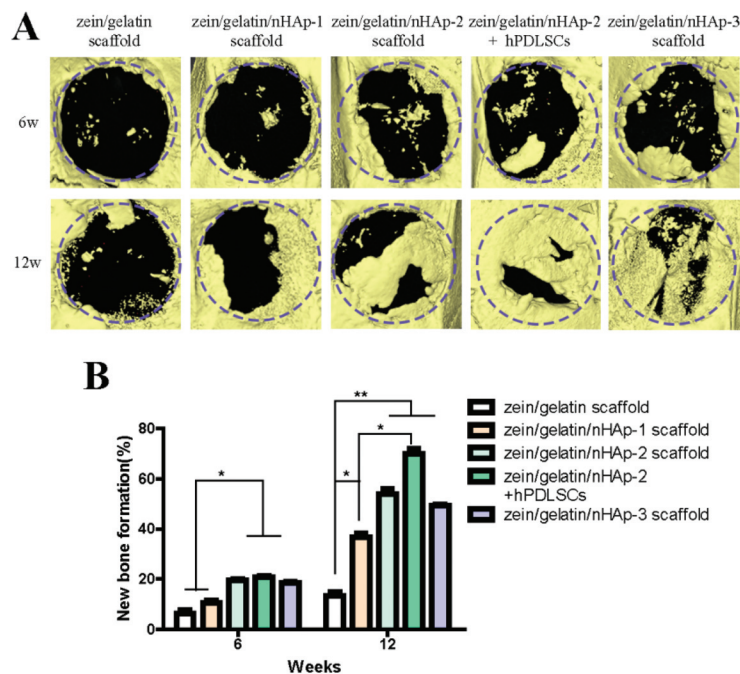 A
zein/gelatin
scaffold
zein/gelatin/nHAp-1
scaffold
zein/gelatin/nHAp-2
scaffold
zein/gelatin/nHAp-2
+ hPDLSCs
zein/gelatin/nHAp-3
scaffold
6w
12w
B
New bone formation(%)
80
60
40
20
0
*
*
**
*
6
12
Weeks
zein/gelatin scaffold
zein/gelatin/nHAp-1 scaffold
zein/gelatin/nHAp-2 scaffold
zein/gelatin/nHAp-2
+hPDLSCs
zein/gelatin/nHAp-3 scaffold